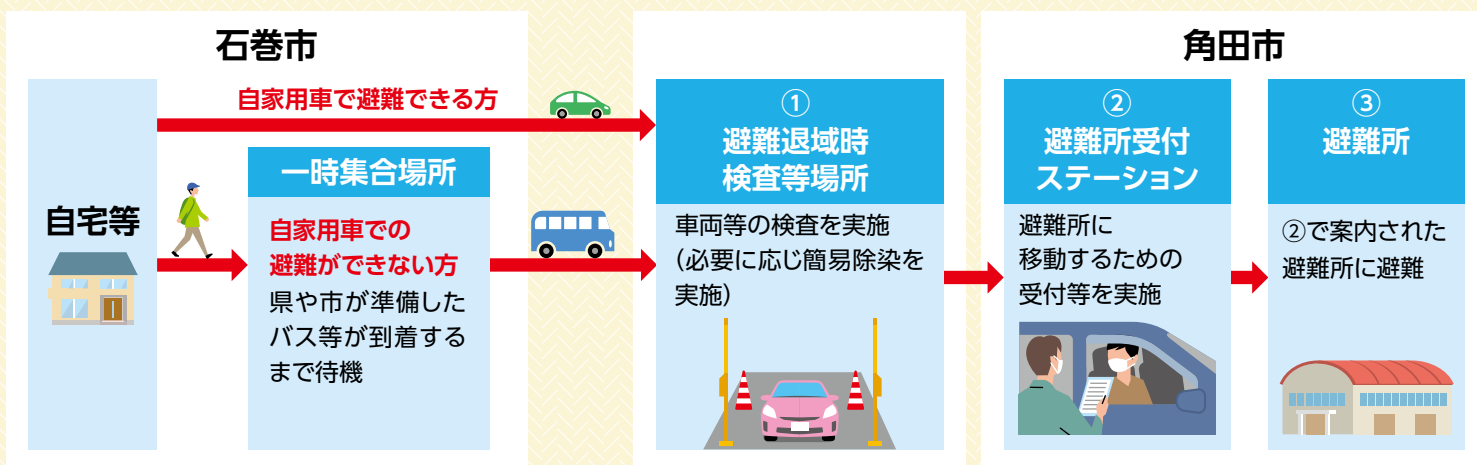 石巻市
自宅等
自家用車で避難できる方
一時集合場所
自家用車での
避難ができない方
県や市が準備した
バス等が到着する
まで待機
①
避難退域時
検査等場所
車両等の検査を実施
(必要に応じ簡易除染を
実施)
角田市
②
避難所受付
ステーション
避難所に
移動するための
受付等を実施
③
避難所
②で案内された
避難所に避難